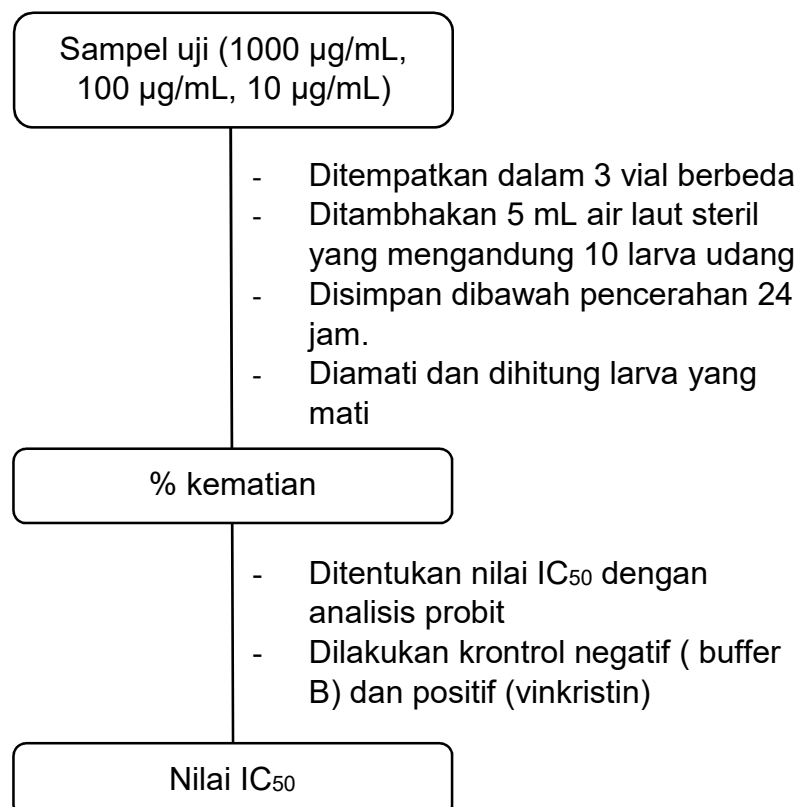 Sampel uji (1000 µg/mL,
100 µg/mL, 10 µg/mL)
- Ditempatkan dalam 3 vial berbeda
- Ditambhakan 5 mL air laut steril
yang mengandung 10 larva udang
- Disimpan dibawah pencerahan 24
jam.
- Diamati dan dihitung larva yang
mati
% kematian
- Ditentukan nilai IC50 dengan
analisis probit
- Dilakukan krontrol negatif ( buffer
B) dan positif (vinkristin)
Nilai IC50